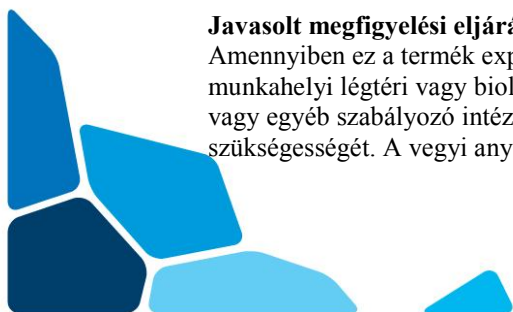 Javasolt megfigyelési eljárá
Amennyiben ez a termék exp
munkahelyi légtéri vagy biol
vagy egyéb szabályozó intéz
szükségességét. A vegyi any